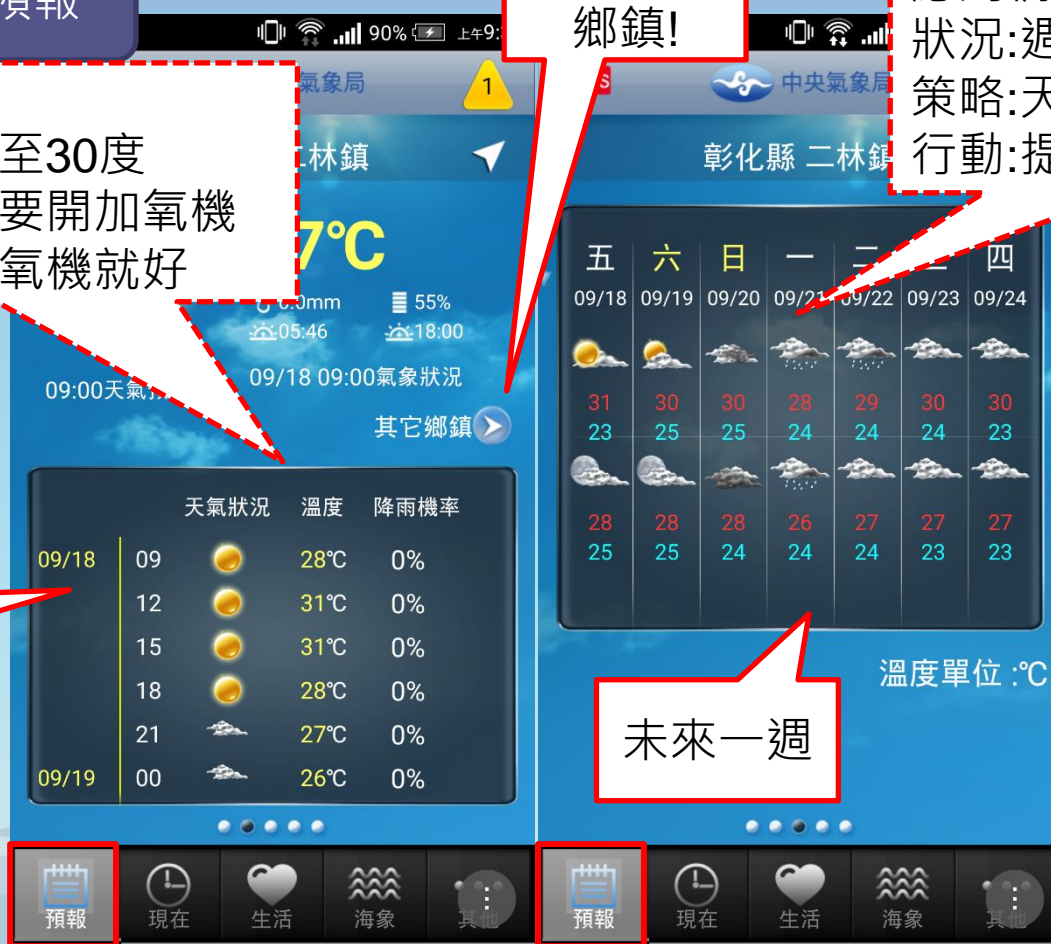 預報
90%
上午9:
氣象局
1
至30度
要開加氧機
氧機就好
林鎮
7°C
0.0mm
55%
05:46
18:00
09/18 09:00氣象狀況
09:00天氣
其它鄉鎮
天氣狀況 溫度 降雨機率
09/18 09 28°C 0%
12 31°C 0%
15 31°C 0%
18 28°C 0%
21 27°C 0%
09/19 00 26°C 0%
預報 現在 生活 海象 其他
鄉鎮!
S
中央氣象局
狀況:週
策略:天
行動:提
彰化縣 二林鎮
五 六 日 一 二 三 四
09/18 09/19 09/20 09/21 09/22 09/23 09/24
31 30 30 28 29 30 30
23 25 25 24 24 24 23
28 28 28 26 27 27 27
25 25 24 24 24 23 23
溫度單位 :℃
未來一週
預報 現在 生活 海象 其他